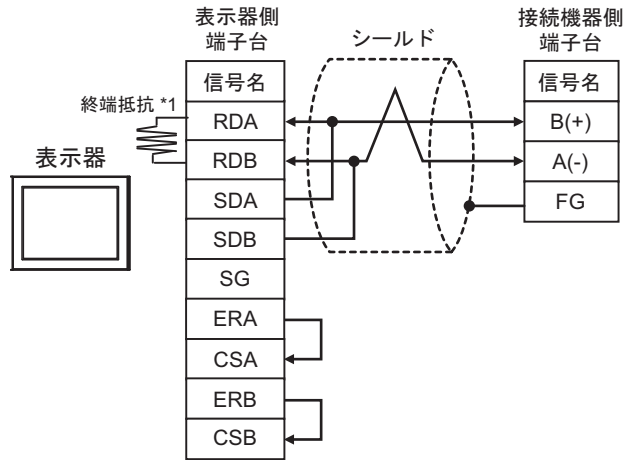 表示器側
端子台
シールド
接続機器側
端子台
信号名
信号名
終端抵抗 *1
RDA
B(+)
表示器
RDB
A(-)
SDA
FG
SDB
SG
ERA
CSA
ERB
CSB